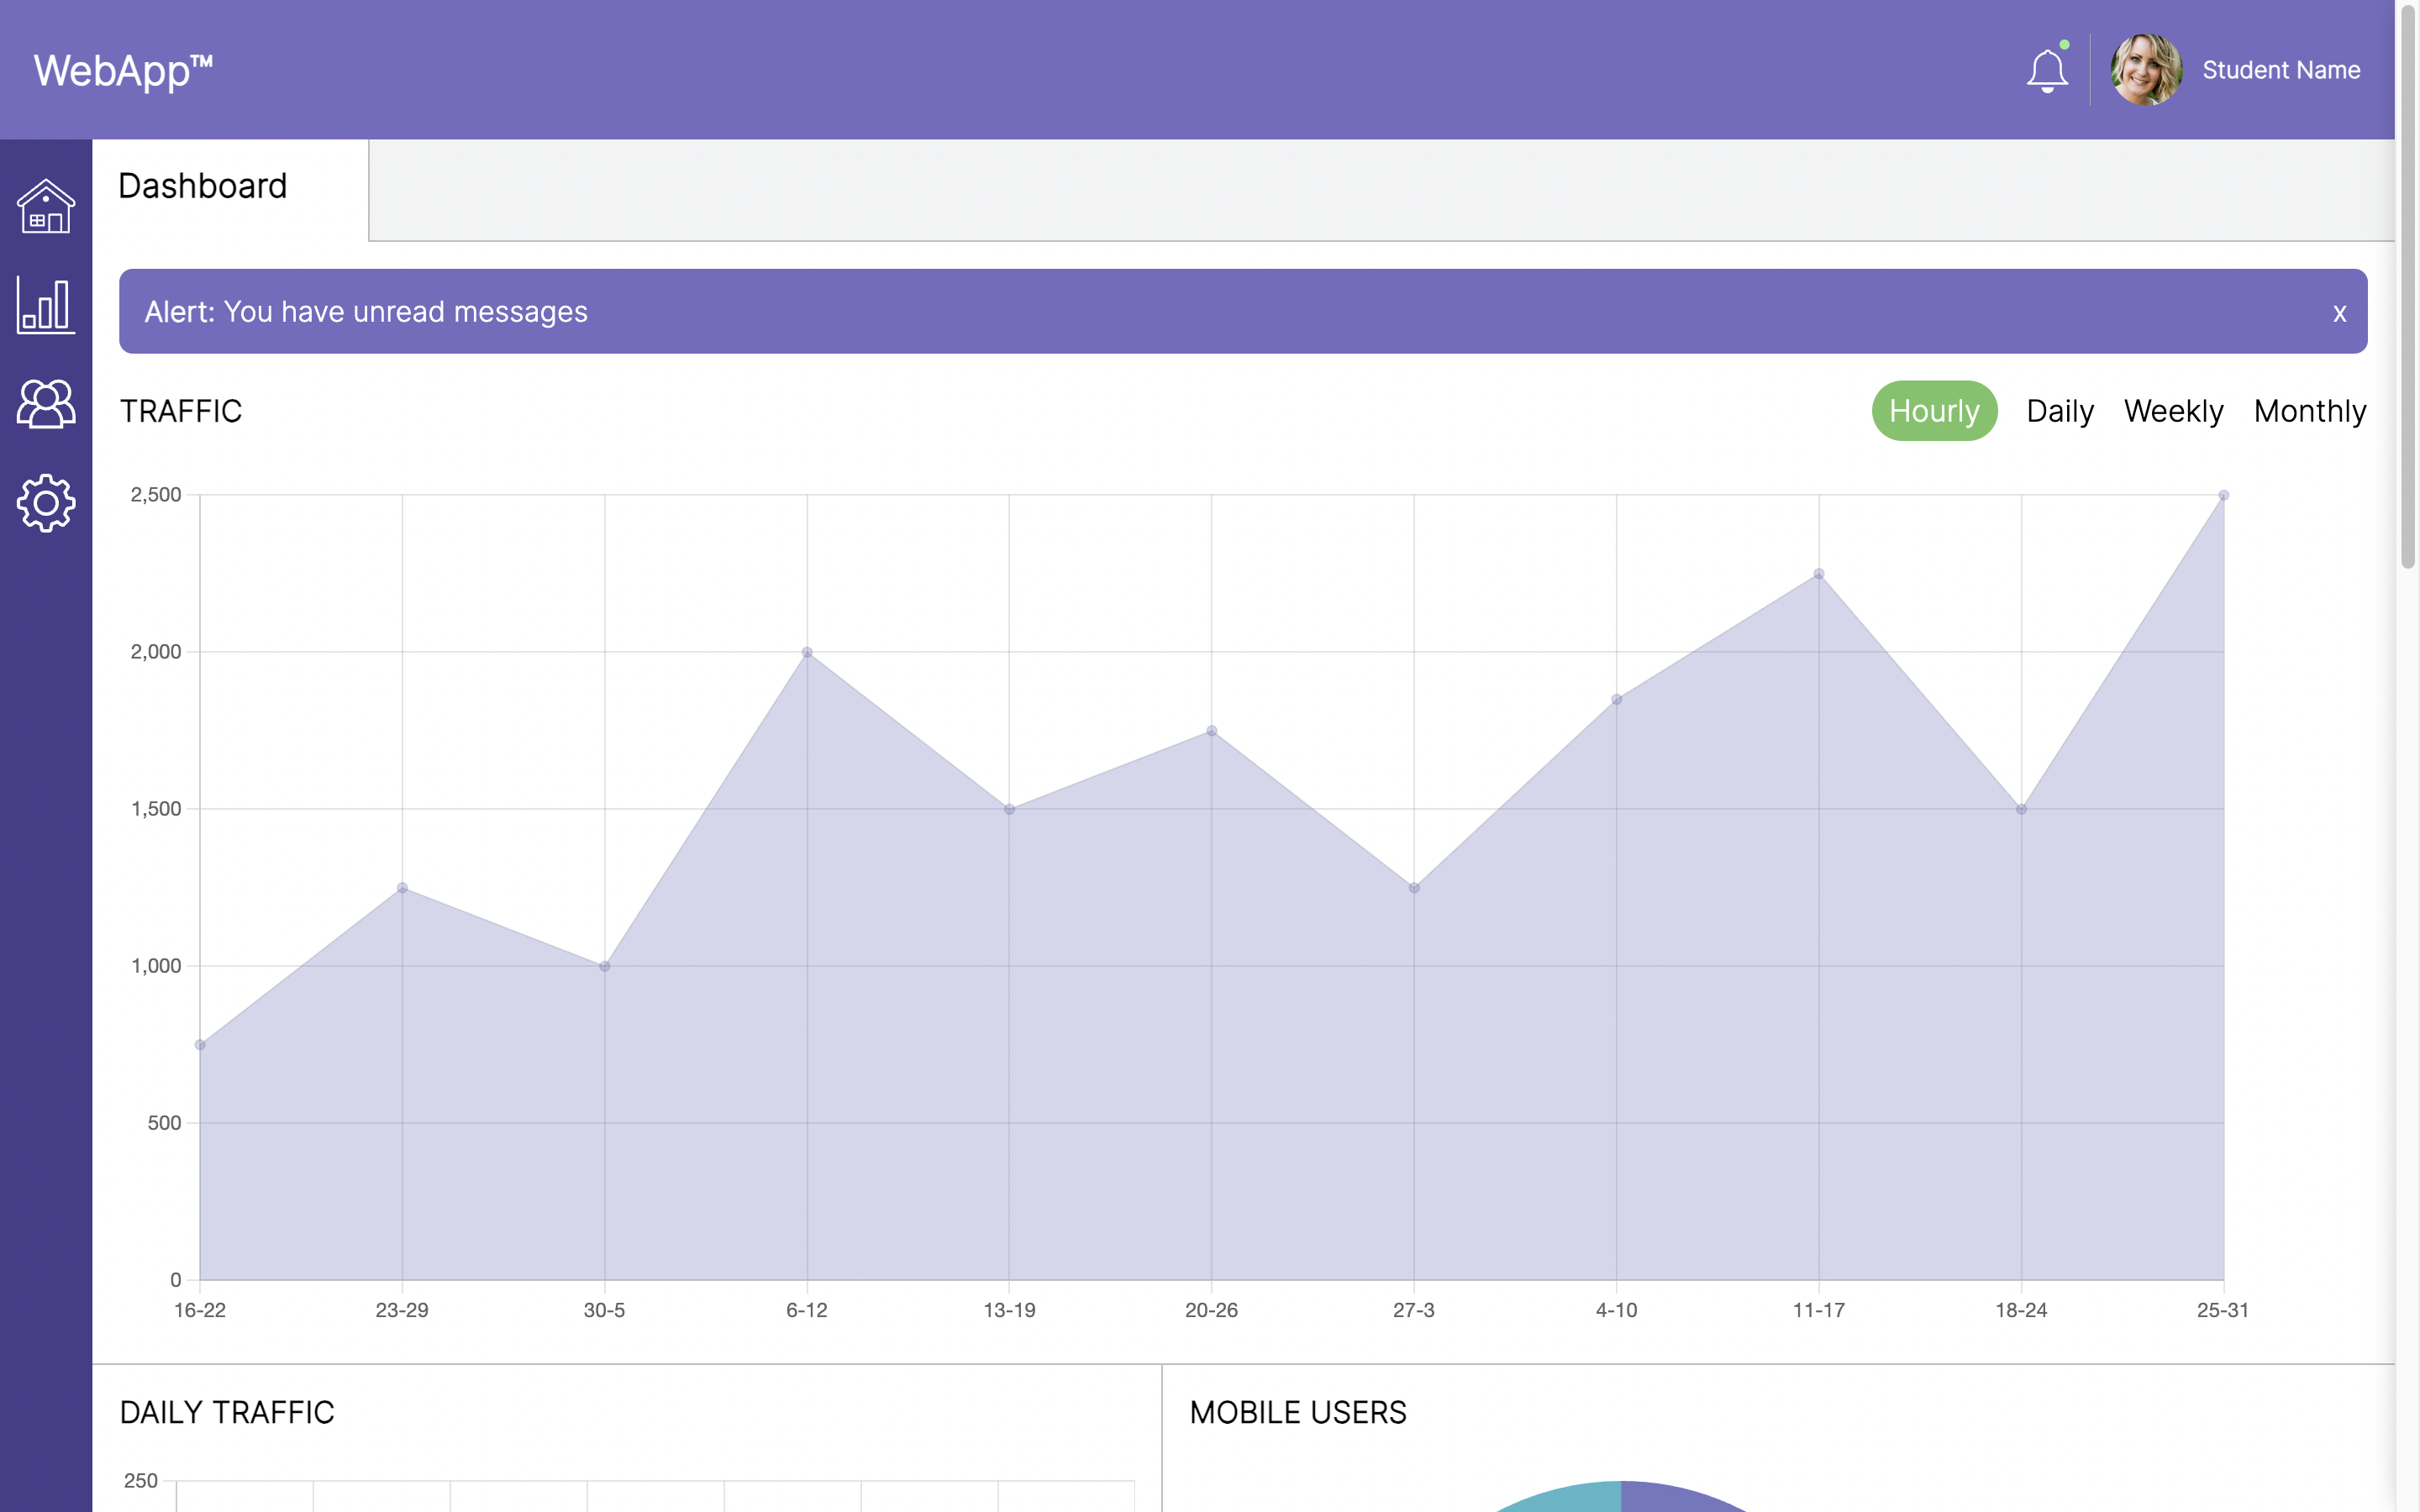 WebApp™
Student Name
Dashboard
Alert: You have unread messages
x
TRAFFIC
Hourly Daily Weekly Monthly
2,500
2,000
1,500
1,000
500
0
16-22 23-29 30-5 6-12 13-19 20-26 27-3 4-10 11-17 18-24 25-31
DAILY TRAFFIC
250
MOBILE USERS